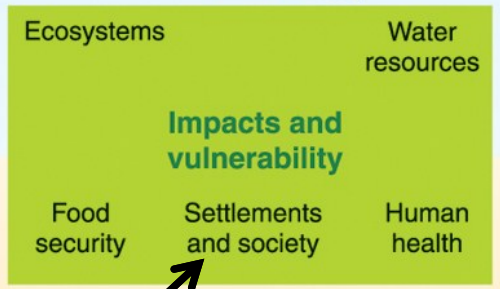 Ecosystems
Water
resources
Impacts and
vulnerability
Food
security
Settlements
and society
Human
health